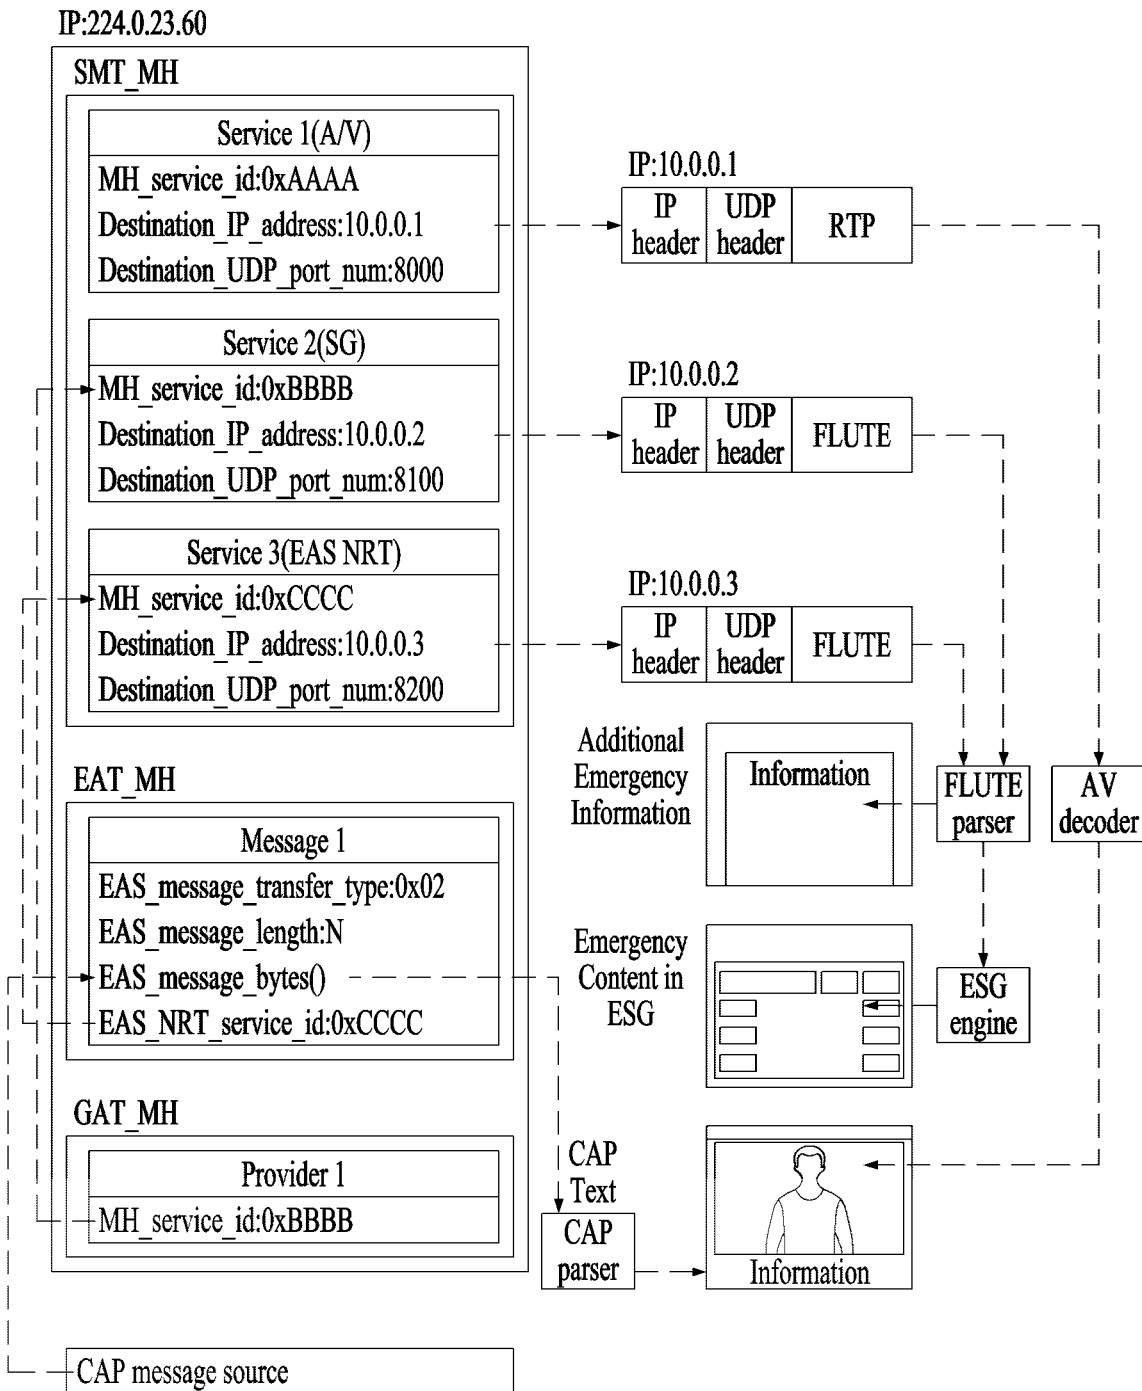 IP:224.0.23.60
SMT_MH
Service 1(A/V)
MH_service_id:0xAAAA
Destination_IP_address:10.0.0.1
Destination_UDP_port_num:8000
Service 2(SG)
MH_service_id:0xBBBB
Destination_IP_address:10.0.0.2
Destination_UDP_port_num:8100
Service 3(EAS NRT)
MH_service_id:0xCCCC
Destination_IP_address:10.0.0.3
Destination_UDP_port_num:8200
EAT_MH
Message 1
EAS_message_transfer_type:0x02
EAS_message_length:N
EAS_message_bytes()
EAS_NRT_service_id:0xCCCC
GAT_MH
Provider 1
MH_service_id:0xBBBB
CAP message source
IP:10.0.0.1
IP
header
UDP
header
RTP
IP:10.0.0.2
IP
header
UDP
header
FLUTE
IP:10.0.0.3
IP
header
UDP
header
FLUTE
Additional
Emergency
Information
Information
FLUTE
parser
AV
decoder
Emergency
Content in
ESG
ESG
engine
CAP
Text
CAP
parser
Information